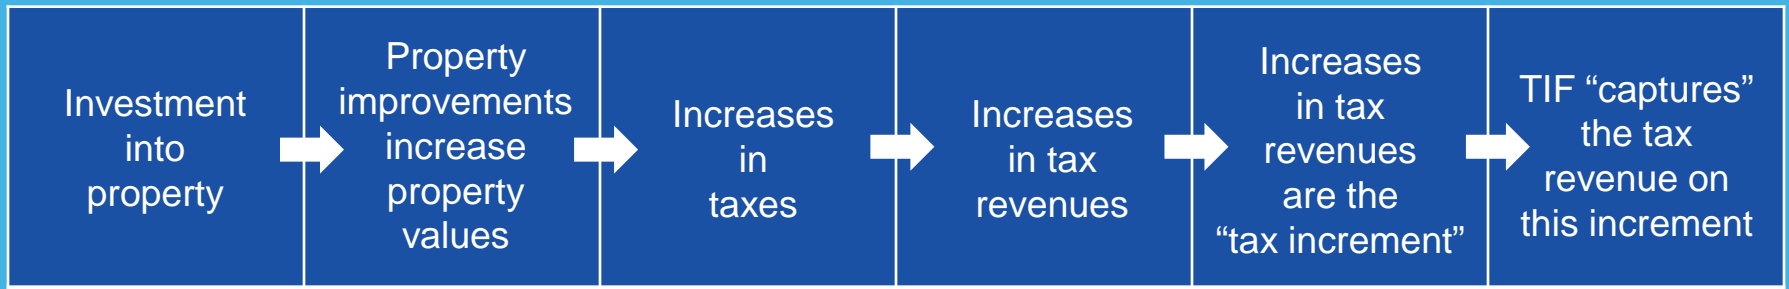 Investment
into
property
Property
improvements
increase
property
values
Increases
in
taxes
Increases
in tax
revenues
Increases
in tax
revenues
are the
“tax increment”
TIF “captures”
the tax
revenue on
this increment